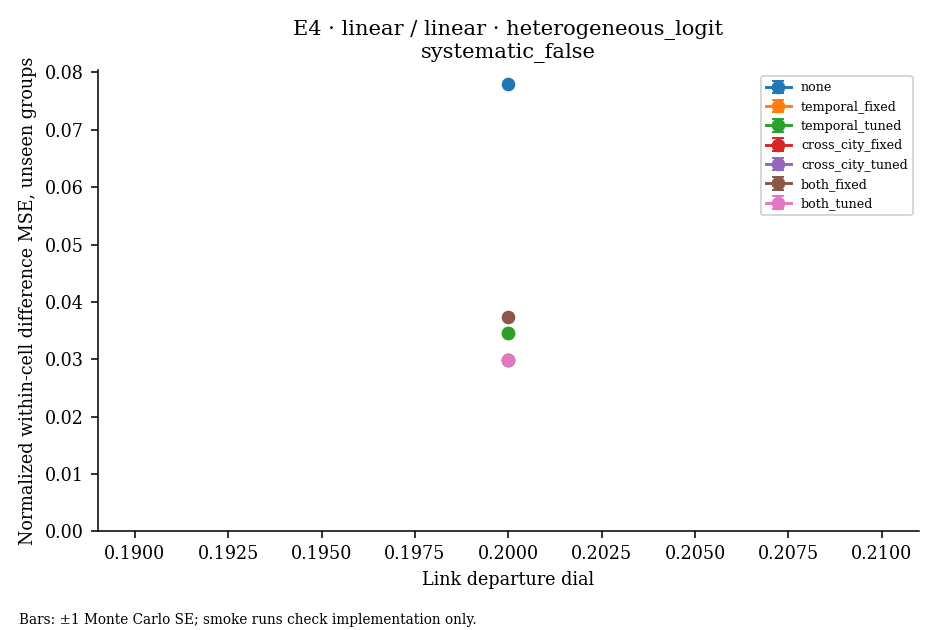 E4 · linear / linear · heterogeneous_logit
systematic_false
Normalized within-cell difference MSE, unseen groups
0.08
0.07
0.06
0.05
0.04
0.03
0.02
0.01
0.00
none
temporal_fixed
temporal_tuned
cross_city_fixed
cross_city_tuned
both_fixed
both_tuned
0.1900 0.1925 0.1950 0.1975 0.2000 0.2025 0.2050 0.2075 0.2100
Link departure dial
Bars: ±1 Monte Carlo SE; smoke runs check implementation only.